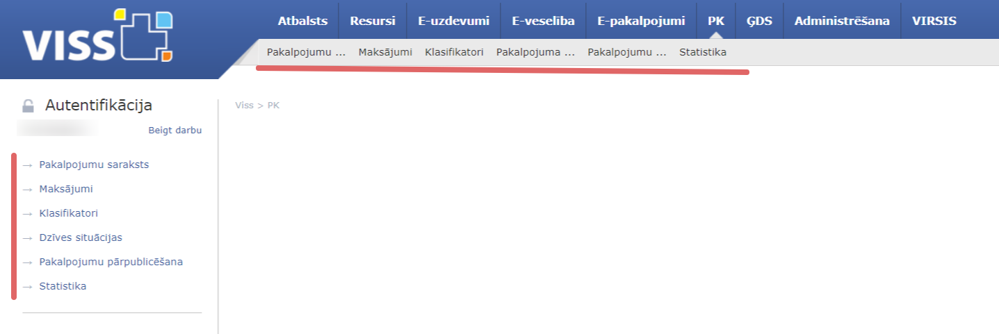 VISS
Atbalsts Resursi E-uzdevumi E-veselība E-pakalpojumi PK ĢDS Administrēšana VIRSIS
Pakalpojumu ... Maksājumi Klasifikatori Pakalpojuma ... Pakalpojumu ... Statistika
Autentifikācija
Beigt darbu
→ Pakalpojumu saraksts
→ Maksājumi
→ Klasifikatori
→ Dzīves situācijas
→ Pakalpojumu pārpublicēšana
→ Statistika
Viss > PK